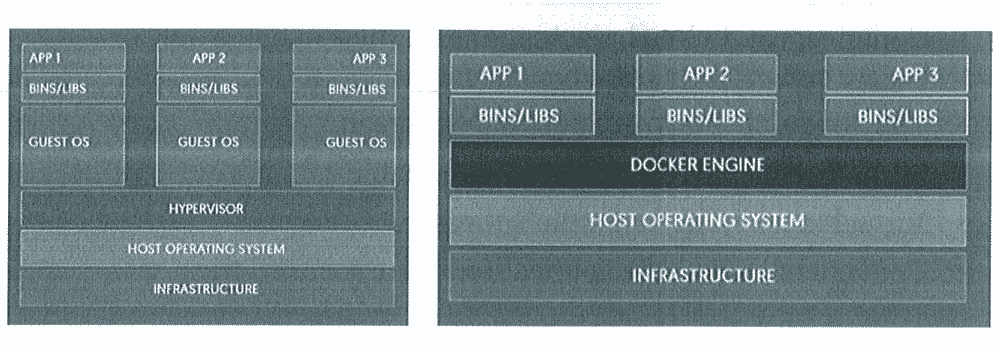 APP 1 APP 2 APP 3
BINS/LIBS BINS/LIBS BINS/LIBS
GUEST OS GUEST OS GUEST OS
HYPERVISOR
HOST OPERATING SYSTEM
INFRASTRUCTURE
APP 1 APP 2 APP 3
BINS/LIBS BINS/LIBS BINS/LIBS
DOCKER ENGINE
HOST OPERATING SYSTEM
INFRASTRUCTURE